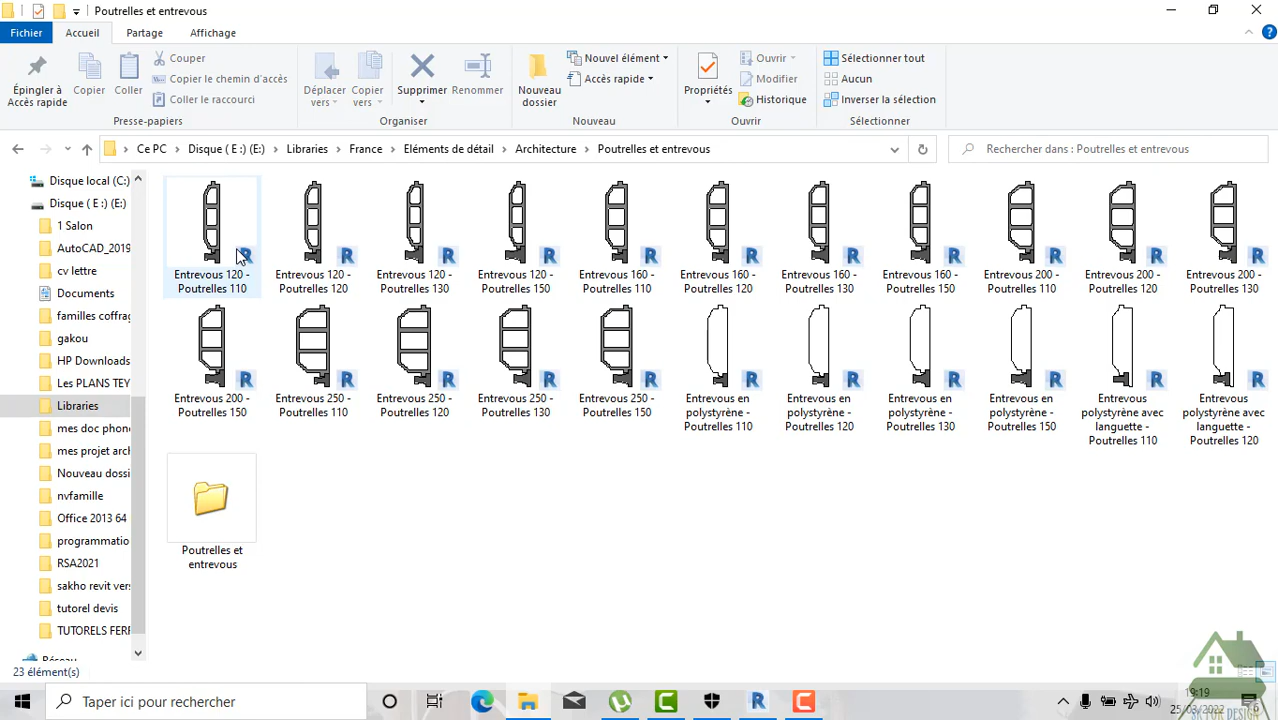 Poutrelles et entrevous
Fichier Accueil Partage Affichage
Épingler à Accès rapide
Copier
Coller
Couper
Copier le chemin d'accès
Coller le raccourci
Presse-papiers
Déplacer vers
Copier vers
Supprimer
Renommer
Organiser
Nouveau dossier
Nouvel élément
Accès rapide
Nouveau
Propriétés
Ouvrir
Modifier
Historique
Ouvrir
Sélectionner tout
Aucun
Inverser la sélection
Sélectionner
Ce PC > Disque ( E :) (E:) > Libraries > France > Eléments de détail > Architecture > Poutrelles et entrevous
Rechercher dans : Poutrelles et entrevous
Disque local (C:)
Disque ( E :) (E:)
1 Salon
AutoCAD_2019
cv lettre
Documents
familles coffrag
gakou
HP Downloads
Les PLANS TEY
Libraries
mes doc phone
mes projet arch
Nouveau dossi
nvfamille
Office 2013 64
programmatio
RSA2021
sakho revit vers
tutorel devis
TUTORELS FERR
Réseau
Entrevous 120 - Poutrelles 110
Entrevous 120 - Poutrelles 120
Entrevous 120 - Poutrelles 130
Entrevous 120 - Poutrelles 150
Entrevous 160 - Poutrelles 110
Entrevous 160 - Poutrelles 120
Entrevous 160 - Poutrelles 130
Entrevous 160 - Poutrelles 150
Entrevous 200 - Poutrelles 110
Entrevous 200 - Poutrelles 120
Entrevous 200 - Poutrelles 130
Entrevous 200 - Poutrelles 150
Entrevous 250 - Poutrelles 110
Entrevous 250 - Poutrelles 120
Entrevous 250 - Poutrelles 130
Entrevous 250 - Poutrelles 150
Entrevous en polystyrène - Poutrelles 110
Entrevous en polystyrène - Poutrelles 120
Entrevous en polystyrène - Poutrelles 130
Entrevous en polystyrène - Poutrelles 150
Entrevous polystyrène avec languette - Poutrelles 110
Entrevous polystyrène avec languette - Poutrelles 120
Poutrelles et entrevous
23 élément(s)
Taper ici pour rechercher
19:19
25/03/2022